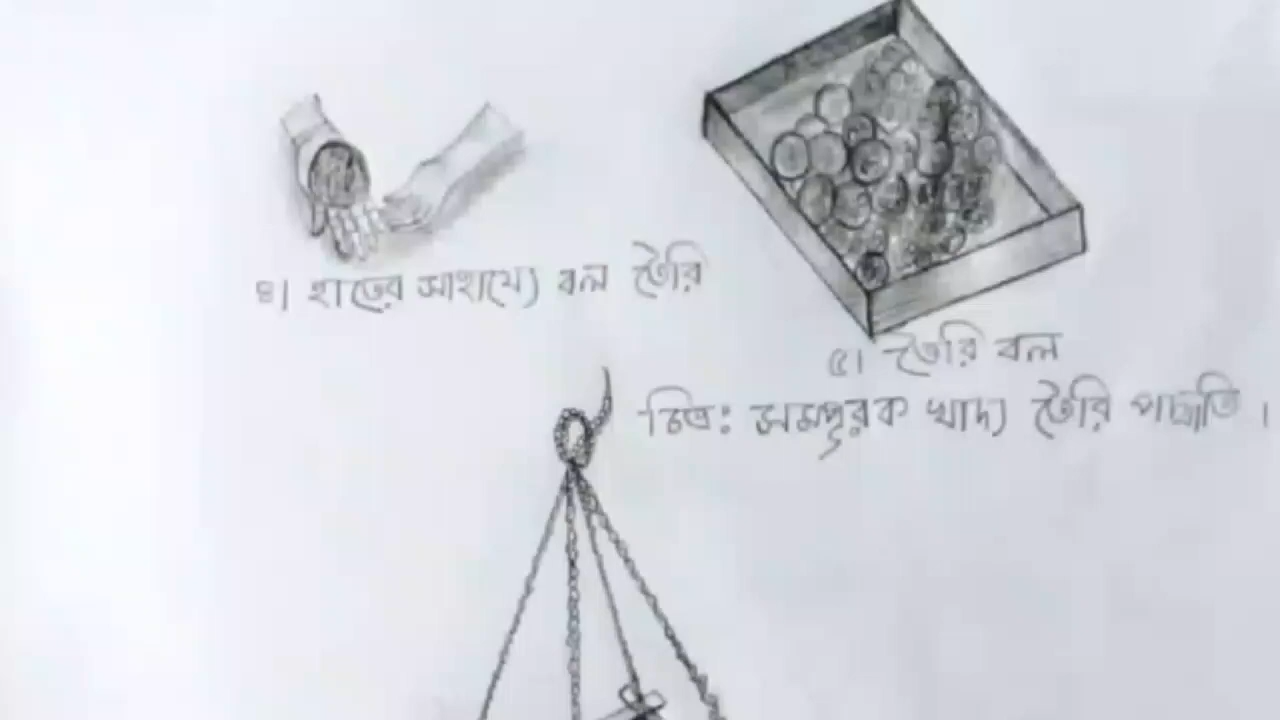 ৪। হাতের সাহায্যে বল তৈরি
৫। তৈরি বল
চিত্র: সম্পূরক খাদ্য তৈরি পদ্ধতি।